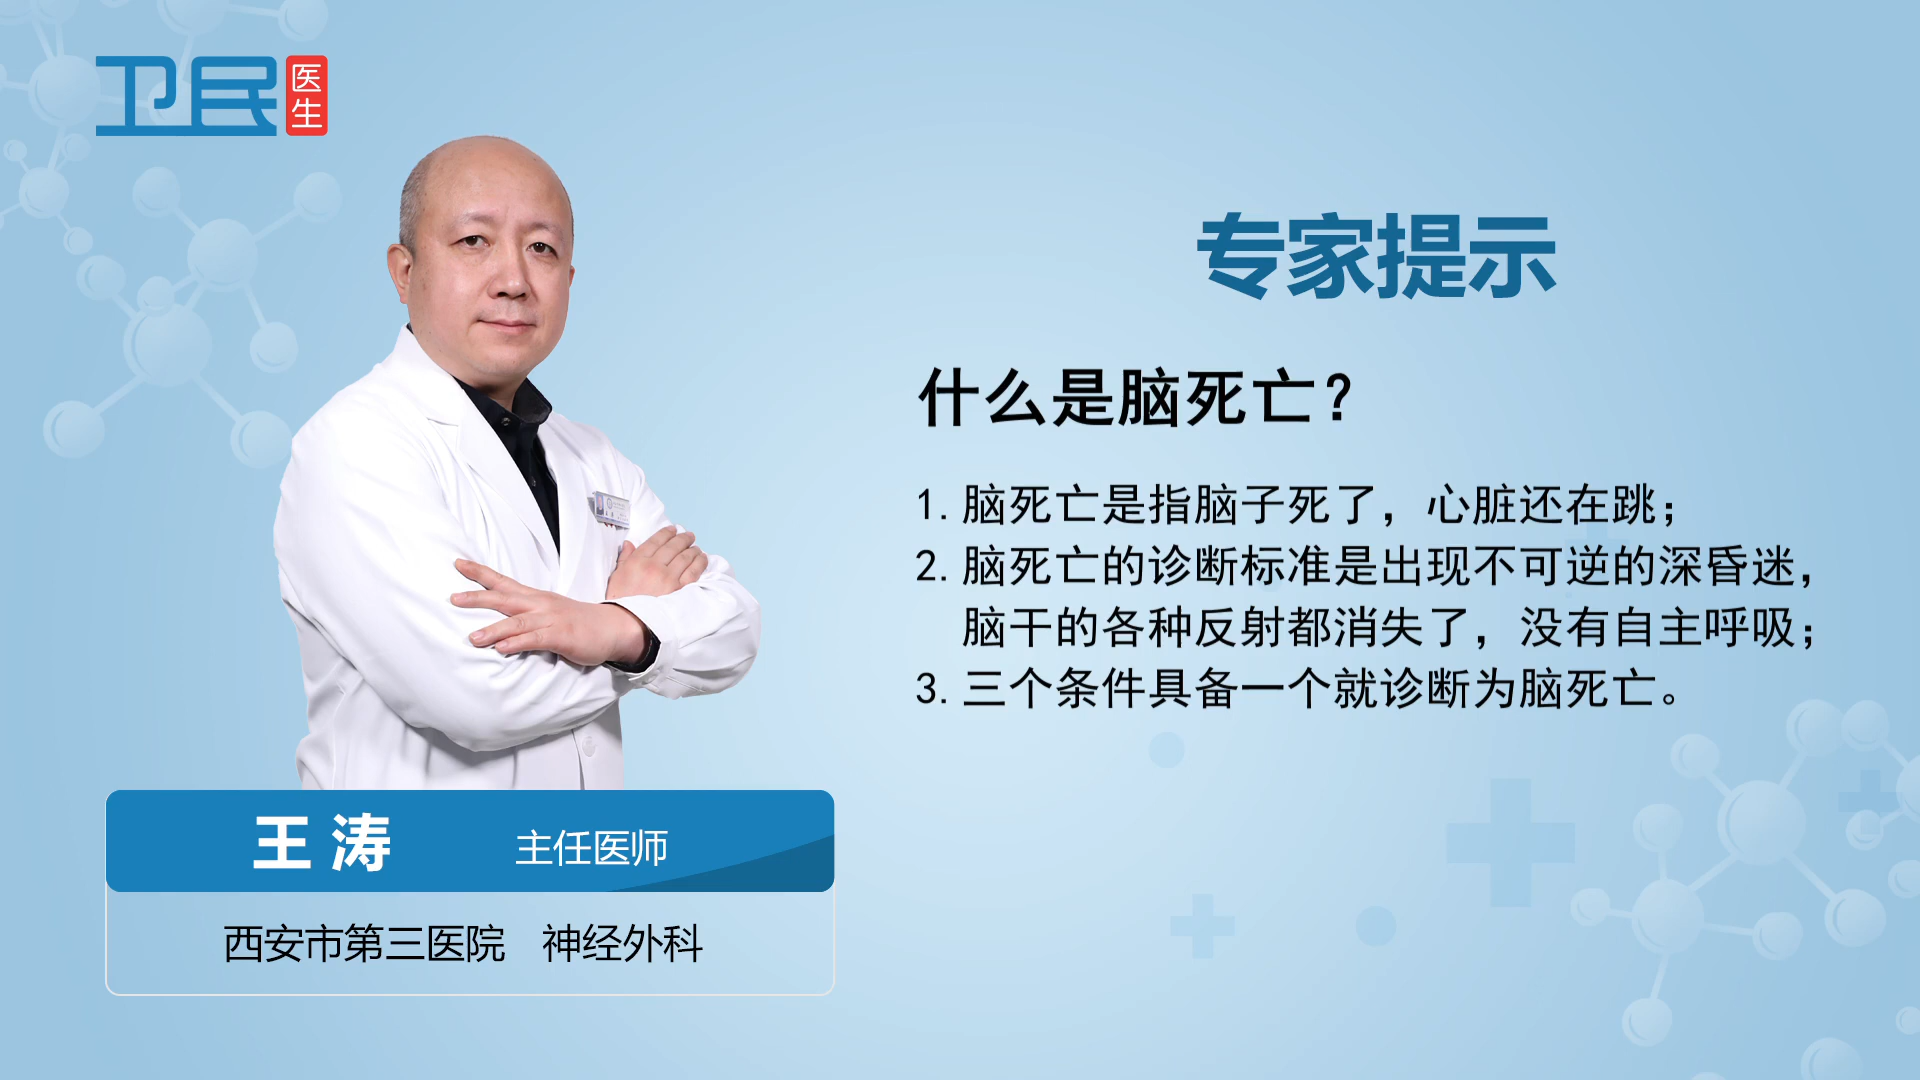 卫民医生
专家提示
什么是脑死亡?
1.脑死亡是指脑子死了，心脏还在跳；
2.脑死亡的诊断标准是出现不可逆的深昏迷，
脑干的各种反射都消失了，没有自主呼吸；
3.三个条件具备一个就诊断为脑死亡。
王涛 主任医师
西安市第三医院 神经外科